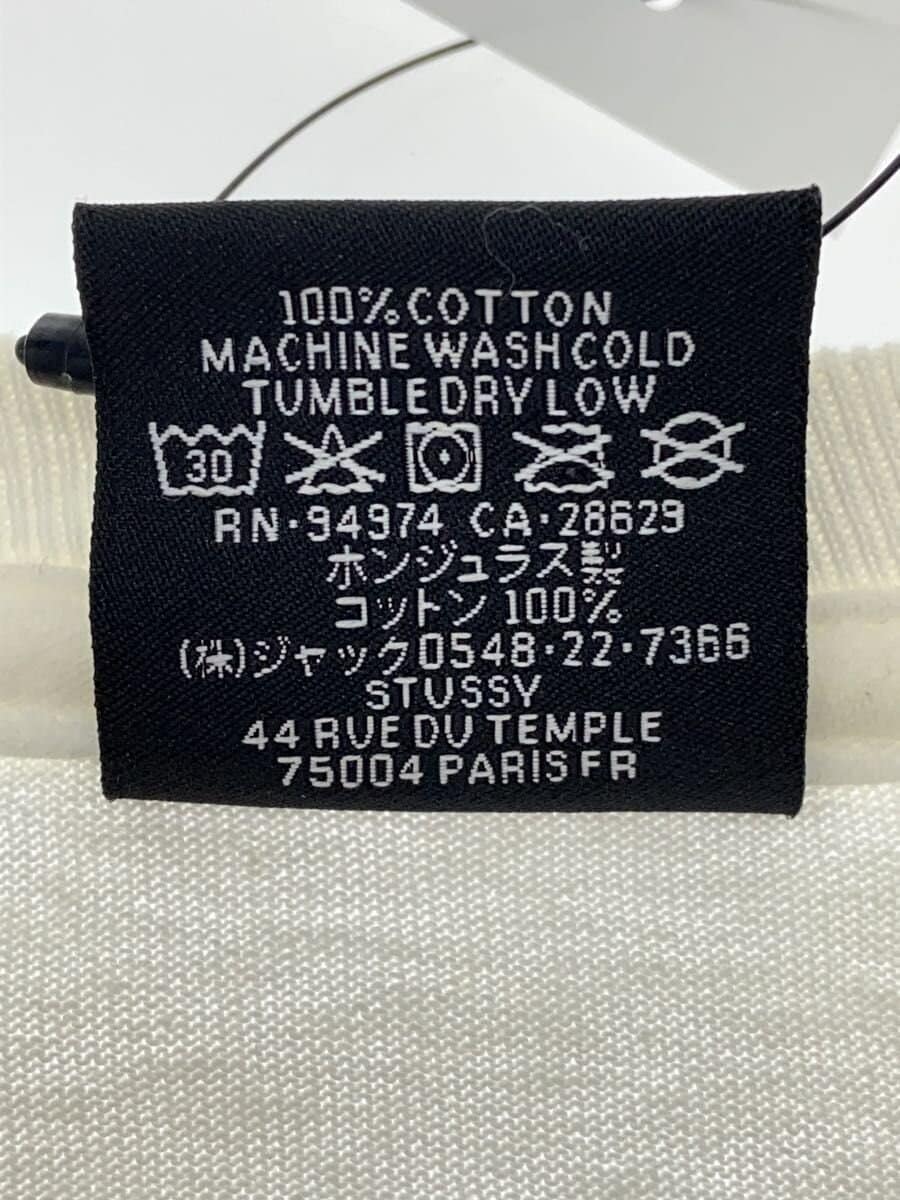 100% COTTON
MACHINE WASH COLD
TUMBLE DRY LOW
30
RN·94974 CA·28629
ホンジュラス製
コットン 100%
(株)ジャック0548·22·7366
STUSSY
44 RUE DU TEMPLE
75004 PARIS FR